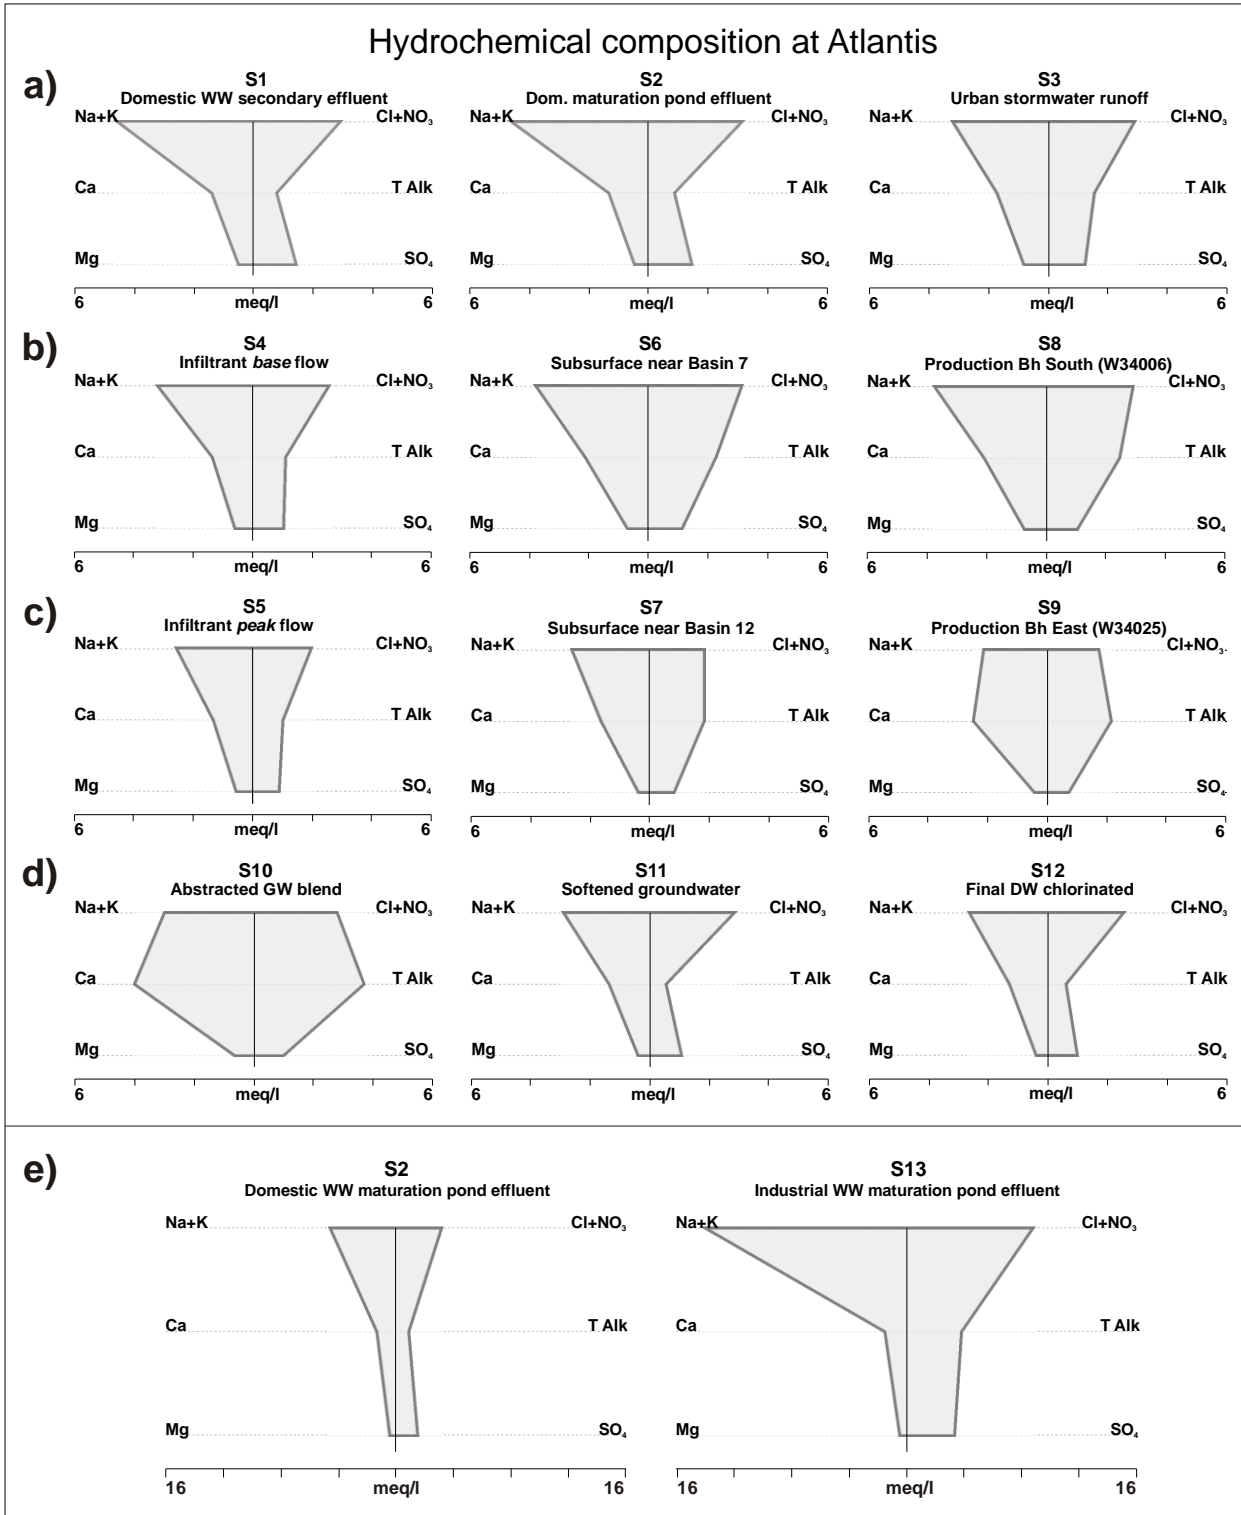 Hydrochemical composition at Atlantis
a)
S1
Domestic WW secondary effluent
Na+K
Cl+NO₃
Ca
T Alk
Mg
SO₄
6
meq/l
6
S2
Dom. maturation pond effluent
Na+K
Cl+NO₃
Ca
T Alk
Mg
SO₄
6
meq/l
6
S3
Urban stormwater runoff
Na+K
Cl+NO₃
Ca
T Alk
Mg
SO₄
6
meq/l
6
b)
S4
Infiltrant base flow
Na+K
Cl+NO₃
Ca
T Alk
Mg
SO₄
6
meq/l
6
S6
Subsurface near Basin 7
Na+K
Cl+NO₃
Ca
T Alk
Mg
SO₄
6
meq/l
6
S8
Production Bh South (W34006)
Na+K
Cl+NO₃
Ca
T Alk
Mg
SO₄
6
meq/l
6
c)
S5
Infiltrant peak flow
Na+K
Cl+NO₃
Ca
T Alk
Mg
SO₄
6
meq/l
6
S7
Subsurface near Basin 12
Na+K
Cl+NO₃
Ca
T Alk
Mg
SO₄
6
meq/l
6
S9
Production Bh East (W34025)
Na+K
Cl+NO₃
Ca
T Alk
Mg
SO₄
6
meq/l
6
d)
S10
Abstracted GW blend
Na+K
Cl+NO₃
Ca
T Alk
Mg
SO₄
6
meq/l
6
S11
Softened groundwater
Na+K
Cl+NO₃
Ca
T Alk
Mg
SO₄
6
meq/l
6
S12
Final DW chlorinated
Na+K
Cl+NO₃
Ca
T Alk
Mg
SO₄
6
meq/l
6
e)
S2
Domestic WW maturation pond effluent
Na+K
Cl+NO₃
Ca
T Alk
Mg
SO₄
16
meq/l
16
S13
Industrial WW maturation pond effluent
Na+K
Cl+NO₃
Ca
T Alk
Mg
SO₄
16
meq/l
16